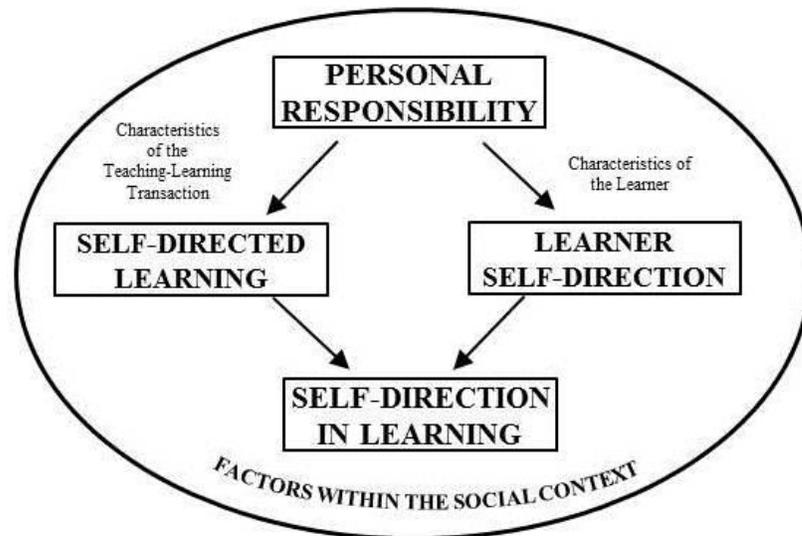 PERSONAL
RESPONSIBILITY
Characteristics
of the
Teaching-Learning
Transaction
Characteristics of
the Learner
SELF-DIRECTED
LEARNING
LEARNER
SELF-DIRECTION
SELF-DIRECTION
IN LEARNING
FACTORS WITHIN THE SOCIAL CONTEXT